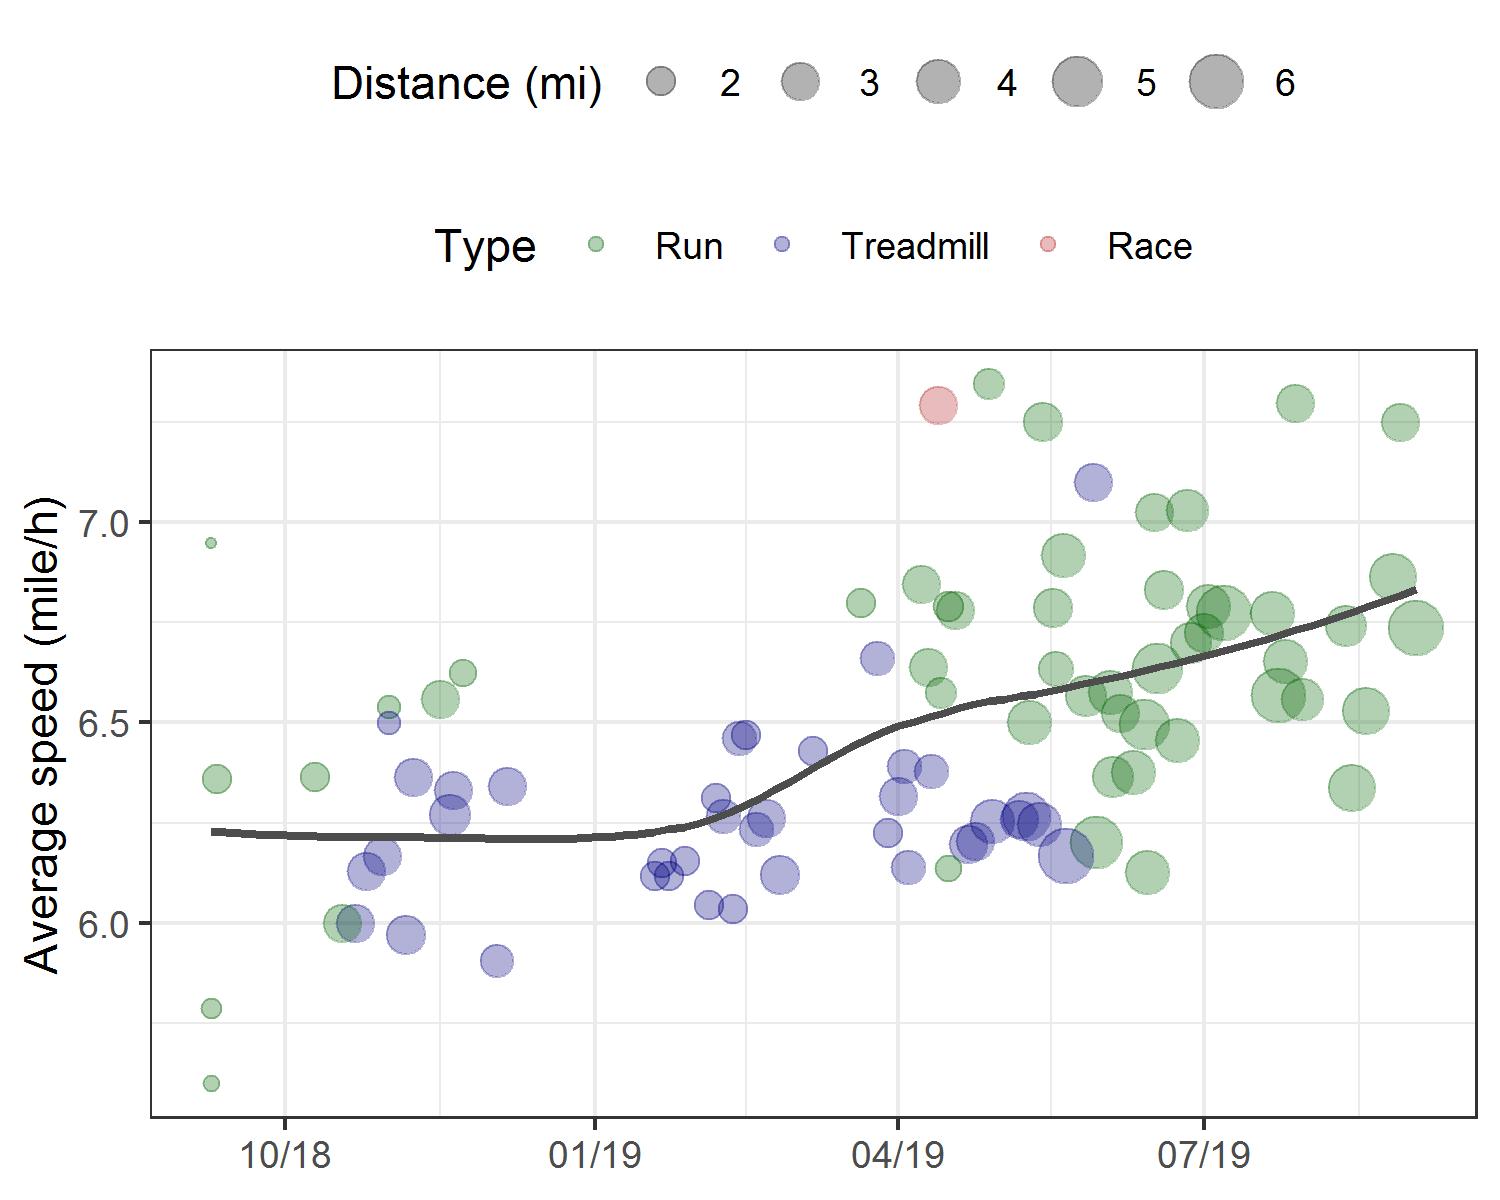 Distance (mi) 2 3 4 5 6
Type Run Treadmill Race
Average speed (mile/h)
7.0
6.5
6.0
10/18 01/19 04/19 07/19